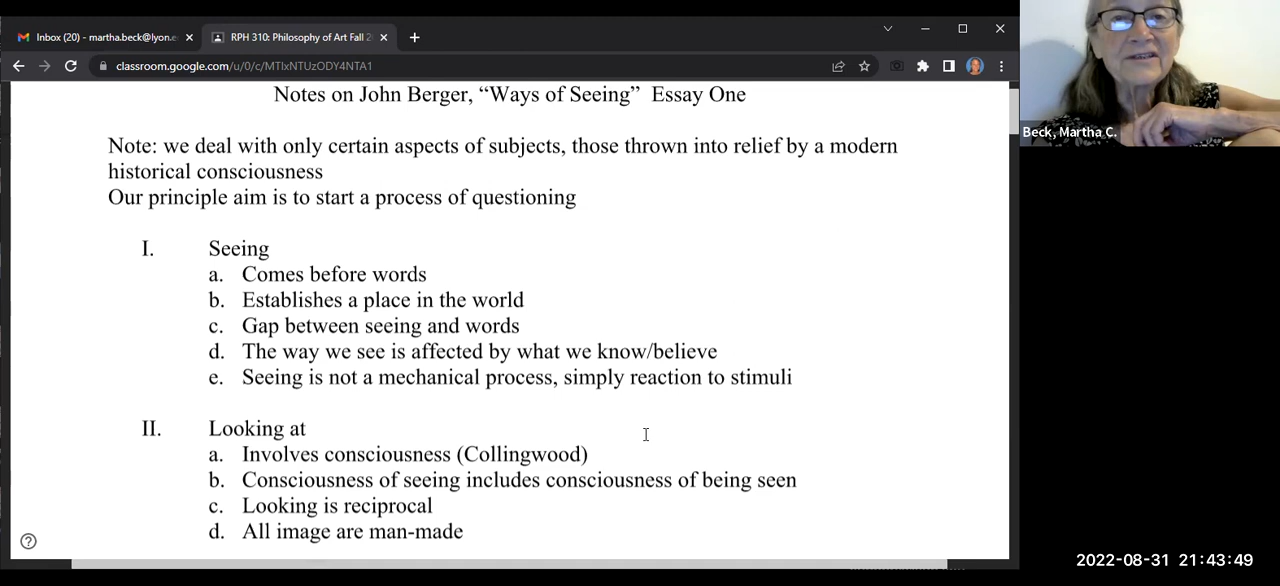 Inbox (20) - martha.beck@lyon.e
RPH 310: Philosophy of Art Fall 2
classroom.google.com/u/0/c/MTIxNTUzODY4NTA1
Notes on John Berger, “Ways of Seeing” Essay One
Note: we deal with only certain aspects of subjects, those thrown into relief by a modern
historical consciousness
Our principle aim is to start a process of questioning
I. Seeing
a. Comes before words
b. Establishes a place in the world
c. Gap between seeing and words
d. The way we see is affected by what we know/believe
e. Seeing is not a mechanical process, simply reaction to stimuli
II. Looking at
a. Involves consciousness (Collingwood)
b. Consciousness of seeing includes consciousness of being seen
c. Looking is reciprocal
d. All image are man-made
Beck, Martha C.
2022-08-31 21:43:49